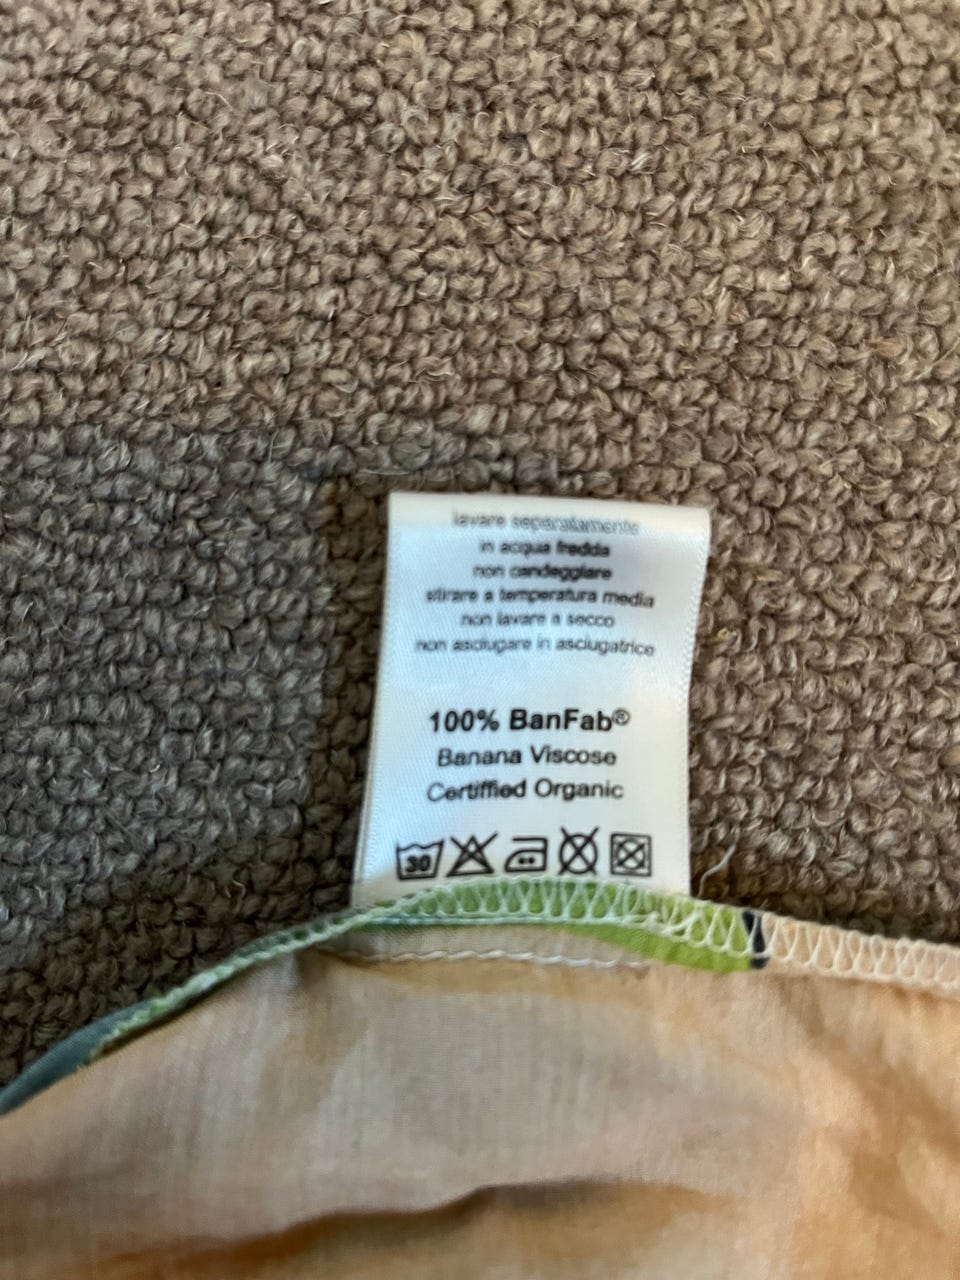 lavare separatamente
in acqua fredda
non candeggiare
stirare a temperatura media
non lavare a secco
non asciugare in asciugatrice
100% BanFab®
Banana Viscose
Certiffied Organic
30